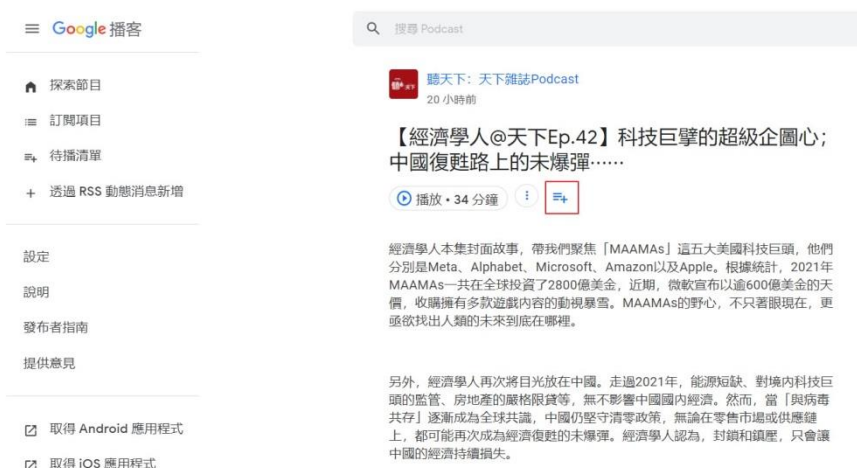 Google 播客
搜尋 Podcast
探索節目
訂閱項目
待播清單
透過 RSS 動態消息新增
設定
說明
發布者指南
提供意見
取得 Android 應用程式
取得 iOS 應用程式
聽天下：天下雜誌Podcast
20 小時前
【經濟學人@天下Ep.42】科技巨擘的超級企圖心；
中國復甦路上的未爆彈……
播放 • 34 分鐘
經濟學人本集封面故事，帶我們聚焦「MAAMAs」這五大美國科技巨頭，他們
分別是Meta、Alphabet、Microsoft、Amazon以及Apple。根據統計，2021年
MAAMAs一共在全球投資了2800億美金，近期，微軟宣布以逾600億美金的天
價，收購擁有多款遊戲內容的動視暴雪。MAAMAs的野心，不只著眼現在，更
亟欲找出人類的未來到底在哪裡。
另外，經濟學人再次將目光放在中國。走過2021年，能源短缺、對境內科技巨
頭的監管、房地產的嚴格限貸等，無不影響中國國內經濟。然而，當「與病毒
共存」逐漸成為全球共識，中國仍堅守清零政策，無論在零售市場或供應鏈
上，都可能再次成為經濟復甦的未爆彈。經濟學人認為，封鎖和鎮壓，只會讓
中國的經濟持續損失。